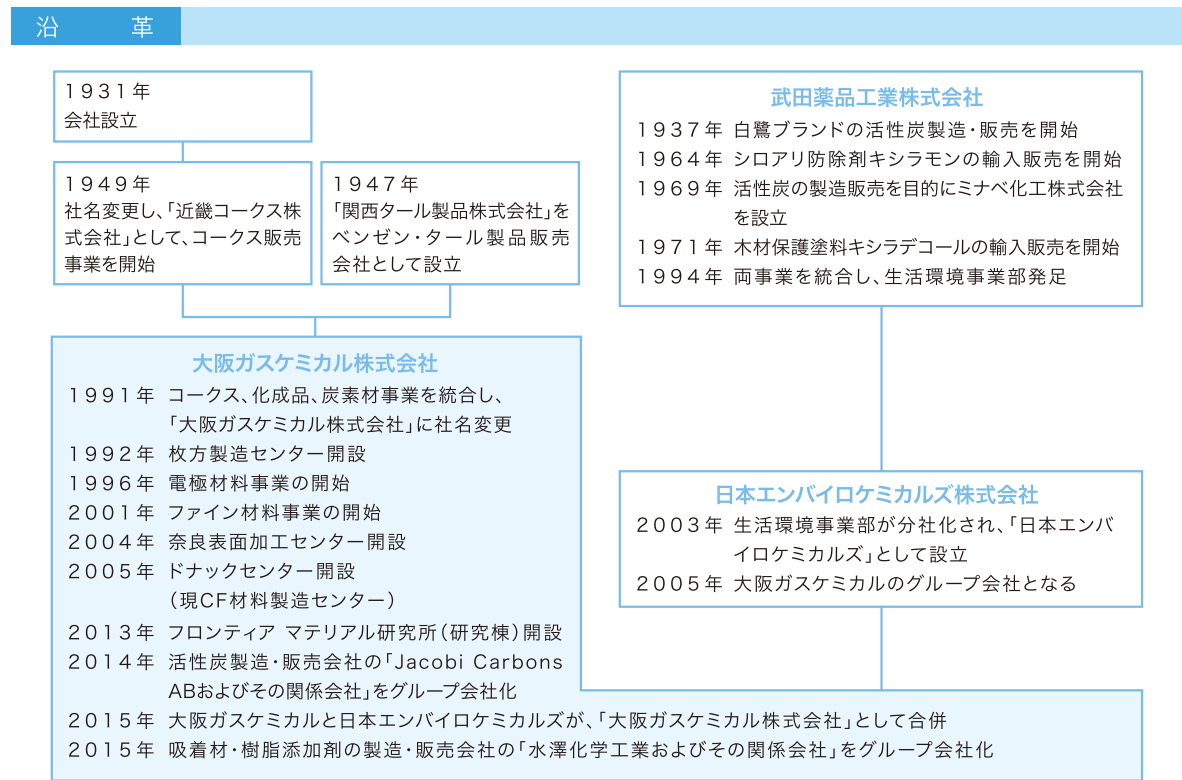 沿　革
1931年
会社設立
1949年
社名変更し、「近畿コークス株
式会社」として、コークス販売
事業を開始
1947年
「関西タール製品株式会社」を
ベンゼン・タール製品販売
会社として設立
武田薬品工業株式会社
1937年 白鷺ブランドの活性炭製造・販売を開始
1964年 シロアリ防除剤キシラモンの輸入販売を開始
1969年 活性炭の製造販売を目的にミナベ化工株式会社
を設立
1971年 木材保護塗料キシラデコールの輸入販売を開始
1994年 両事業を統合し、生活環境事業部発足
大阪ガスケミカル株式会社
1991年 コークス、化成品、炭素材事業を統合し、
「大阪ガスケミカル株式会社」に社名変更
1992年 枚方製造センター開設
1996年 電極材料事業の開始
2001年 ファイン材料事業の開始
2004年 奈良表面加工センター開設
2005年 ドナックセンター開設
（現CF材料製造センター）
2013年 フロンティア マテリアル研究所（研究棟）開設
2014年 活性炭製造・販売会社の「Jacobi Carbons
ABおよびその関係会社」をグループ会社化
日本エンバイロケミカルズ株式会社
2003年 生活環境事業部が分社化され、「日本エンバ
イロケミカルズ」として設立
2005年 大阪ガスケミカルのグループ会社となる
2015年 大阪ガスケミカルと日本エンバイロケミカルズが、「大阪ガスケミカル株式会社」として合併
2015年 吸着材・樹脂添加剤の製造・販売会社の「水澤化学工業およびその関係会社」をグループ会社化